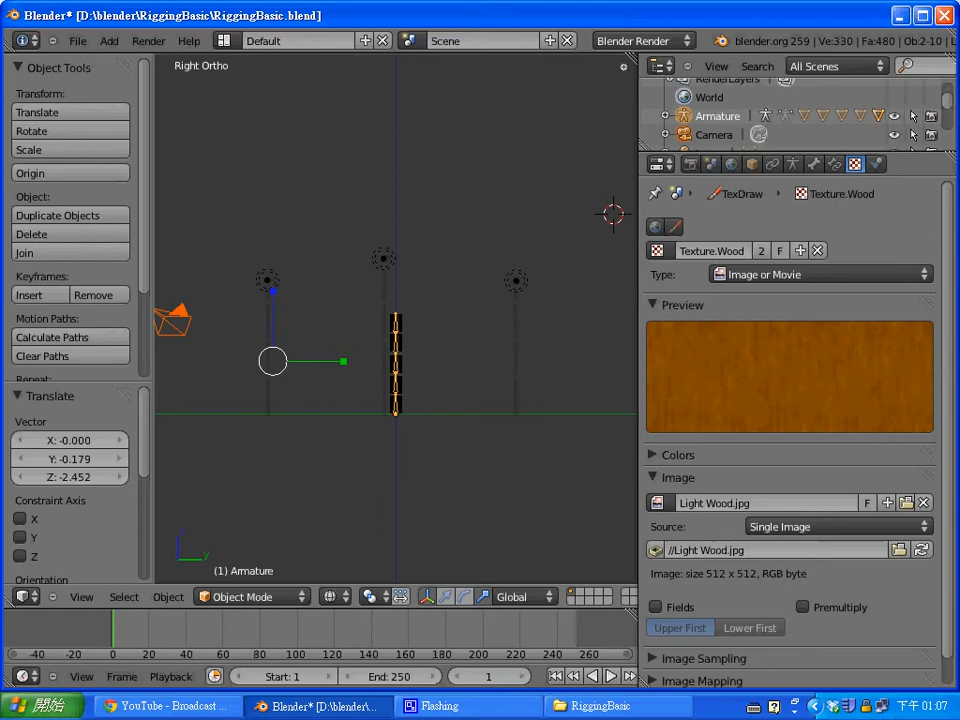 Blender* [D:\blender\RiggingBasic\RiggingBasic.blend]
File Add Render Help Default Scene Blender Render blender.org 259 | Ve:330 | Fa:480 | Ob:2-10 | L
Object Tools
Transform:
Translate
Rotate
Scale
Origin
Object:
Duplicate Objects
Delete
Join
Keyframes:
Insert Remove
Motion Paths:
Calculate Paths
Clear Paths
Repeat:
Translate
Vector
X: -0.000
Y: -0.179
Z: -2.452
Constraint Axis
X
Y
Z
Orientation
Right Ortho
y
(1) Armature
View Select Object Object Mode Global
-40 -20 0 20 40 60 80 100 120 140 160 180 200 220 240 260
View Frame Playback Start: 1 End: 250 1
View Search All Scenes
RenderLayers
World
Armature
Camera
TexDraw Texture.Wood
Texture.Wood 2 F
Type: Image or Movie
Preview
Colors
Image
Light Wood.jpg F
Source: Single Image
//Light Wood.jpg
Image: size 512 x 512, RGB byte
Fields Premultiply
Upper First Lower First
Image Sampling
Image Mapping
開始 YouTube - Broadcast ... Blender* [D:\blender\... Flashing RiggingBasic 下午 01:07